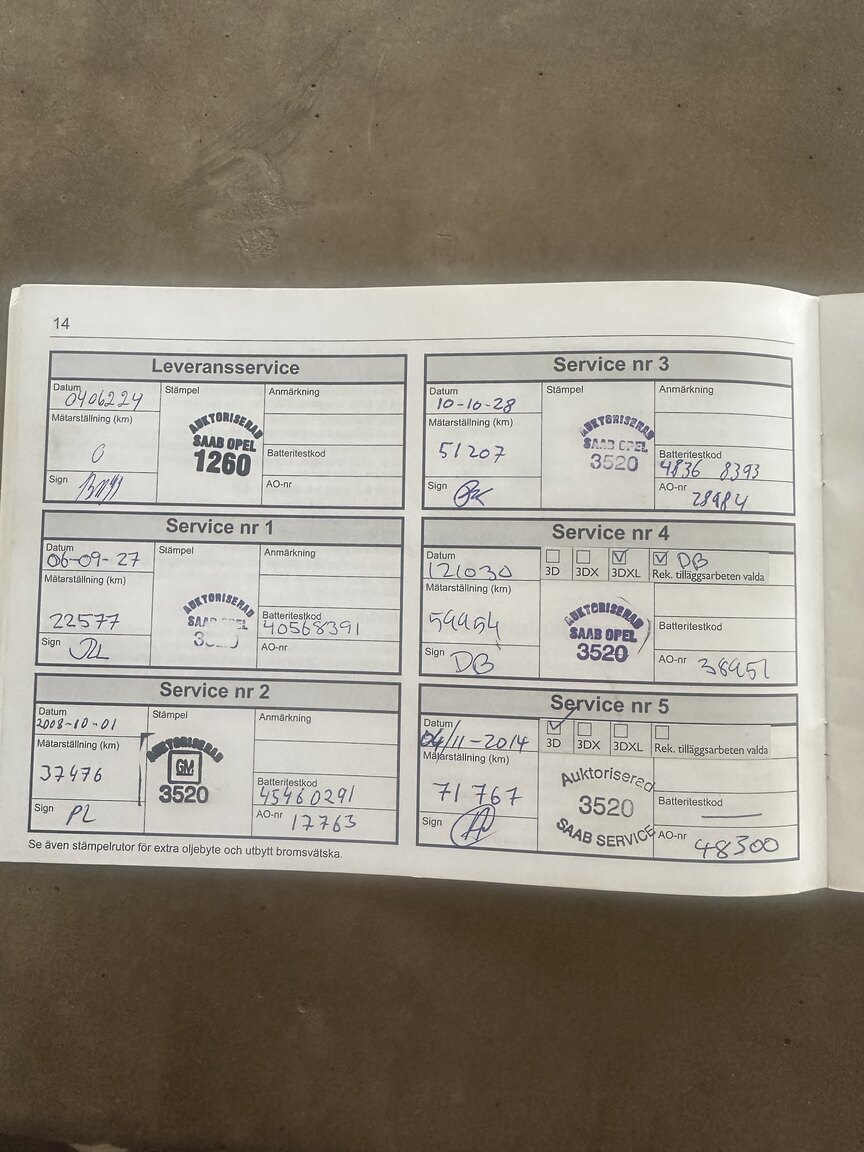 14
Leveransservice
Datum 0406224 Stämpel Anmärkning
Mätarställning (km)
0
AUKTORISERAD
SAAB OPEL
1260
Batteritestkod
Sign
AO-nr
Service nr 1
Datum 06-09-27 Stämpel Anmärkning
Mätarställning (km)
22577
AUKTORISERAD
Batteritestkod
40568391
Sign
AO-nr
Service nr 2
Datum 2008-10-01 Stämpel Anmärkning
Mätarställning (km)
37476
AUKTORISERAD
GM
3520
Batteritestkod
45460291
Sign PL
AO-nr 17763
Se även stämpelrutor för extra oljebyte och utbytt bromsvätska.
Service nr 3
Datum 10-10-28 Stämpel Anmärkning
Mätarställning (km)
51207
AUKTORISERAD
SAAB OPEL
3520
Batteritestkod
4836 8393
Sign
AO-nr 28984
Service nr 4
Datum 121030
3D 3DX 3DXL Rek. tilläggsarbeten valda DB
Mätarställning (km)
59954
AUKTORISERAD
SAAB OPEL
3520
Batteritestkod
Sign DB
AO-nr 38951
Service nr 5
Datum 04/11-2014
3D 3DX 3DXL Rek. tilläggsarbeten valda
Mätarställning (km)
71767
Auktoriserad
3520
SAAB SERVICE
Batteritestkod
Sign
AO-nr 48300